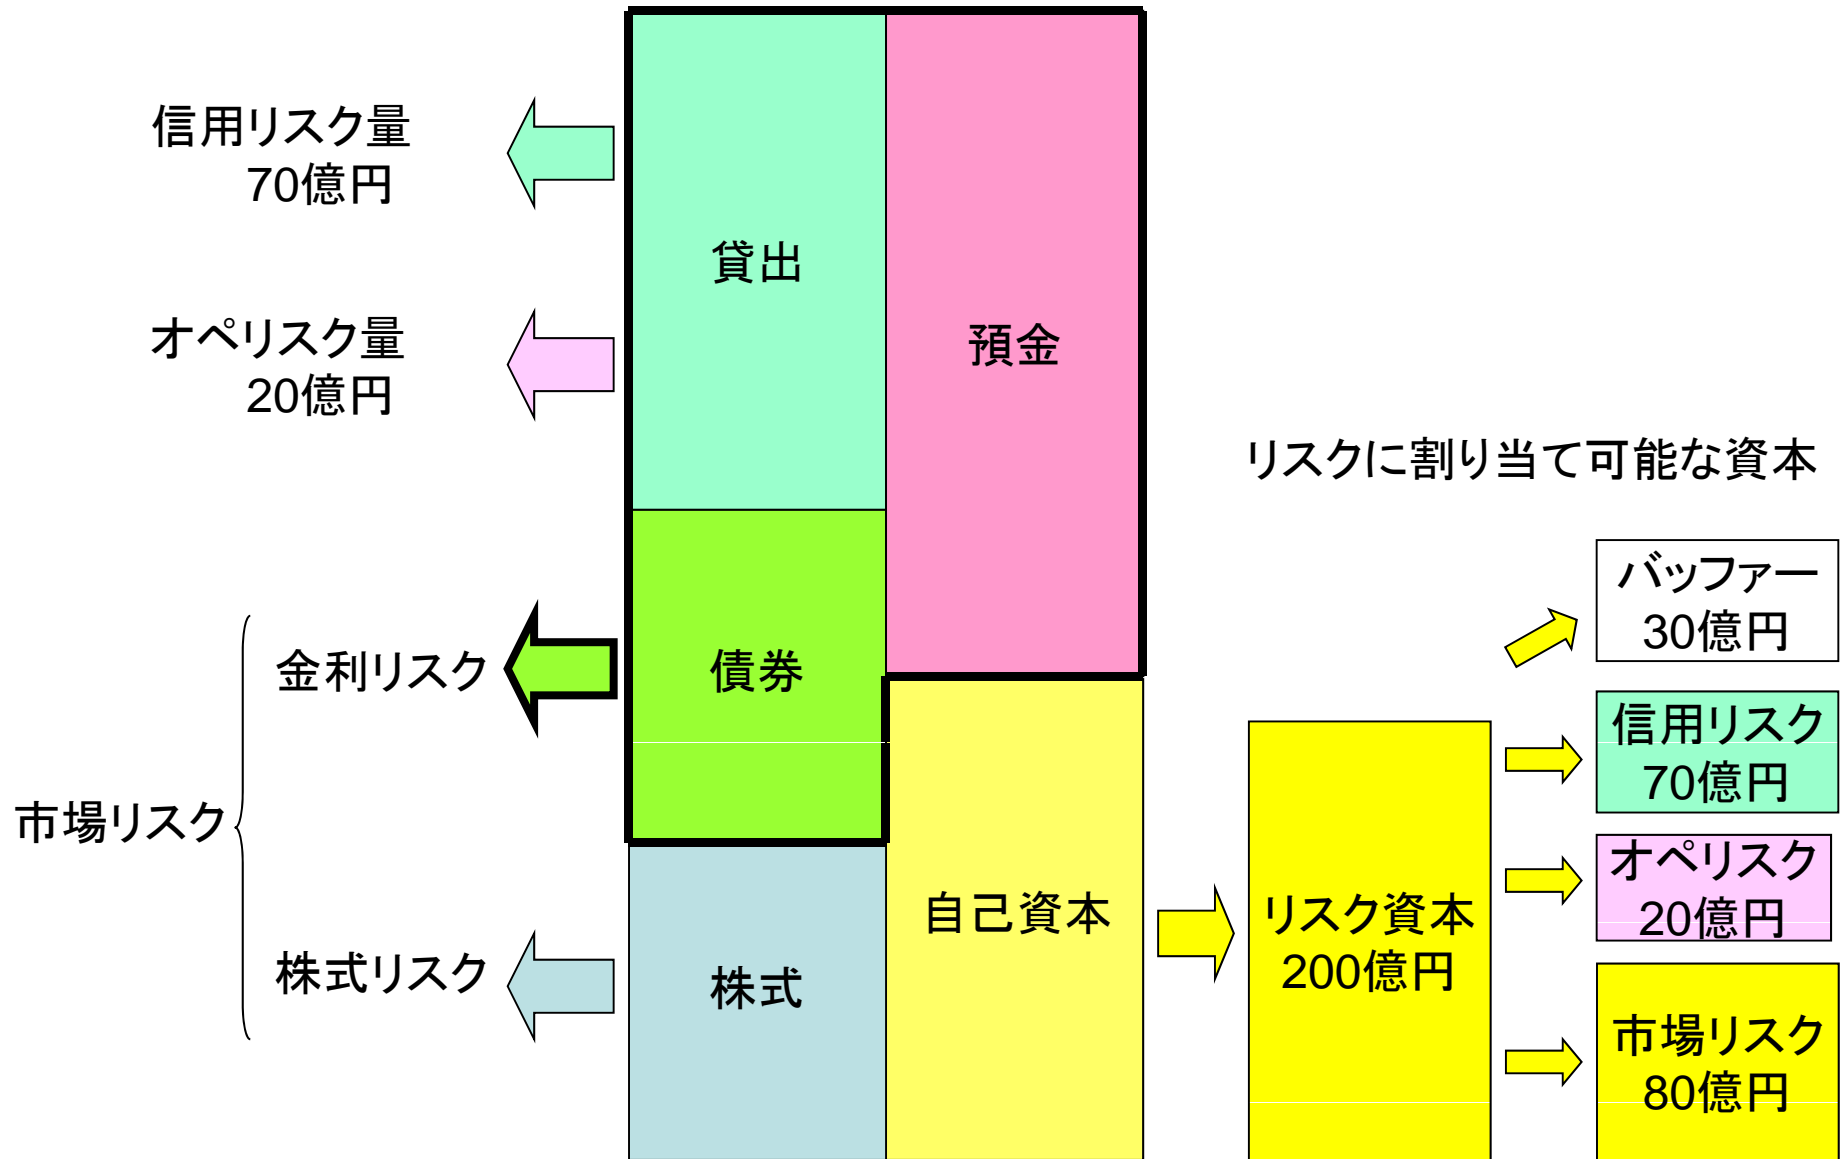 信用リスク量
70億円
オペリスク量
20億円
市場リスク
金利リスク
株式リスク
貸出
債券
株式
預金
自己資本
リスクに割り当て可能な資本
リスク資本
200億円
バッファー
30億円
信用リスク
70億円
オペリスク
20億円
市場リスク
80億円